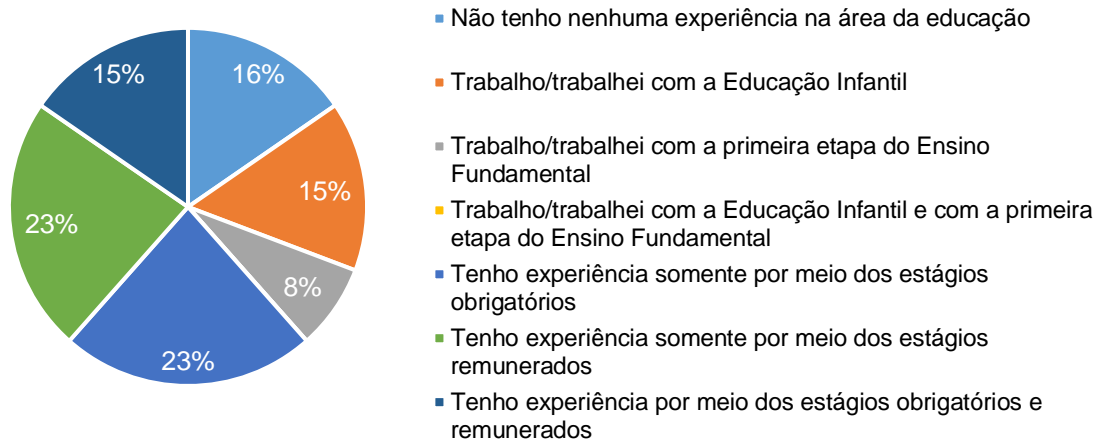 Não tenho nenhuma experiência na área da educação
Trabalho/trabalhei com a Educação Infantil
Trabalho/trabalhei com a primeira etapa do Ensino
Fundamental
Trabalho/trabalhei com a Educação Infantil e com a primeira
etapa do Ensino Fundamental
Tenho experiência somente por meio dos estágios
obrigatórios
Tenho experiência somente por meio dos estágios
remunerados
Tenho experiência por meio dos estágios obrigatórios e
remunerados
15%
16%
15%
23%
8%
23%